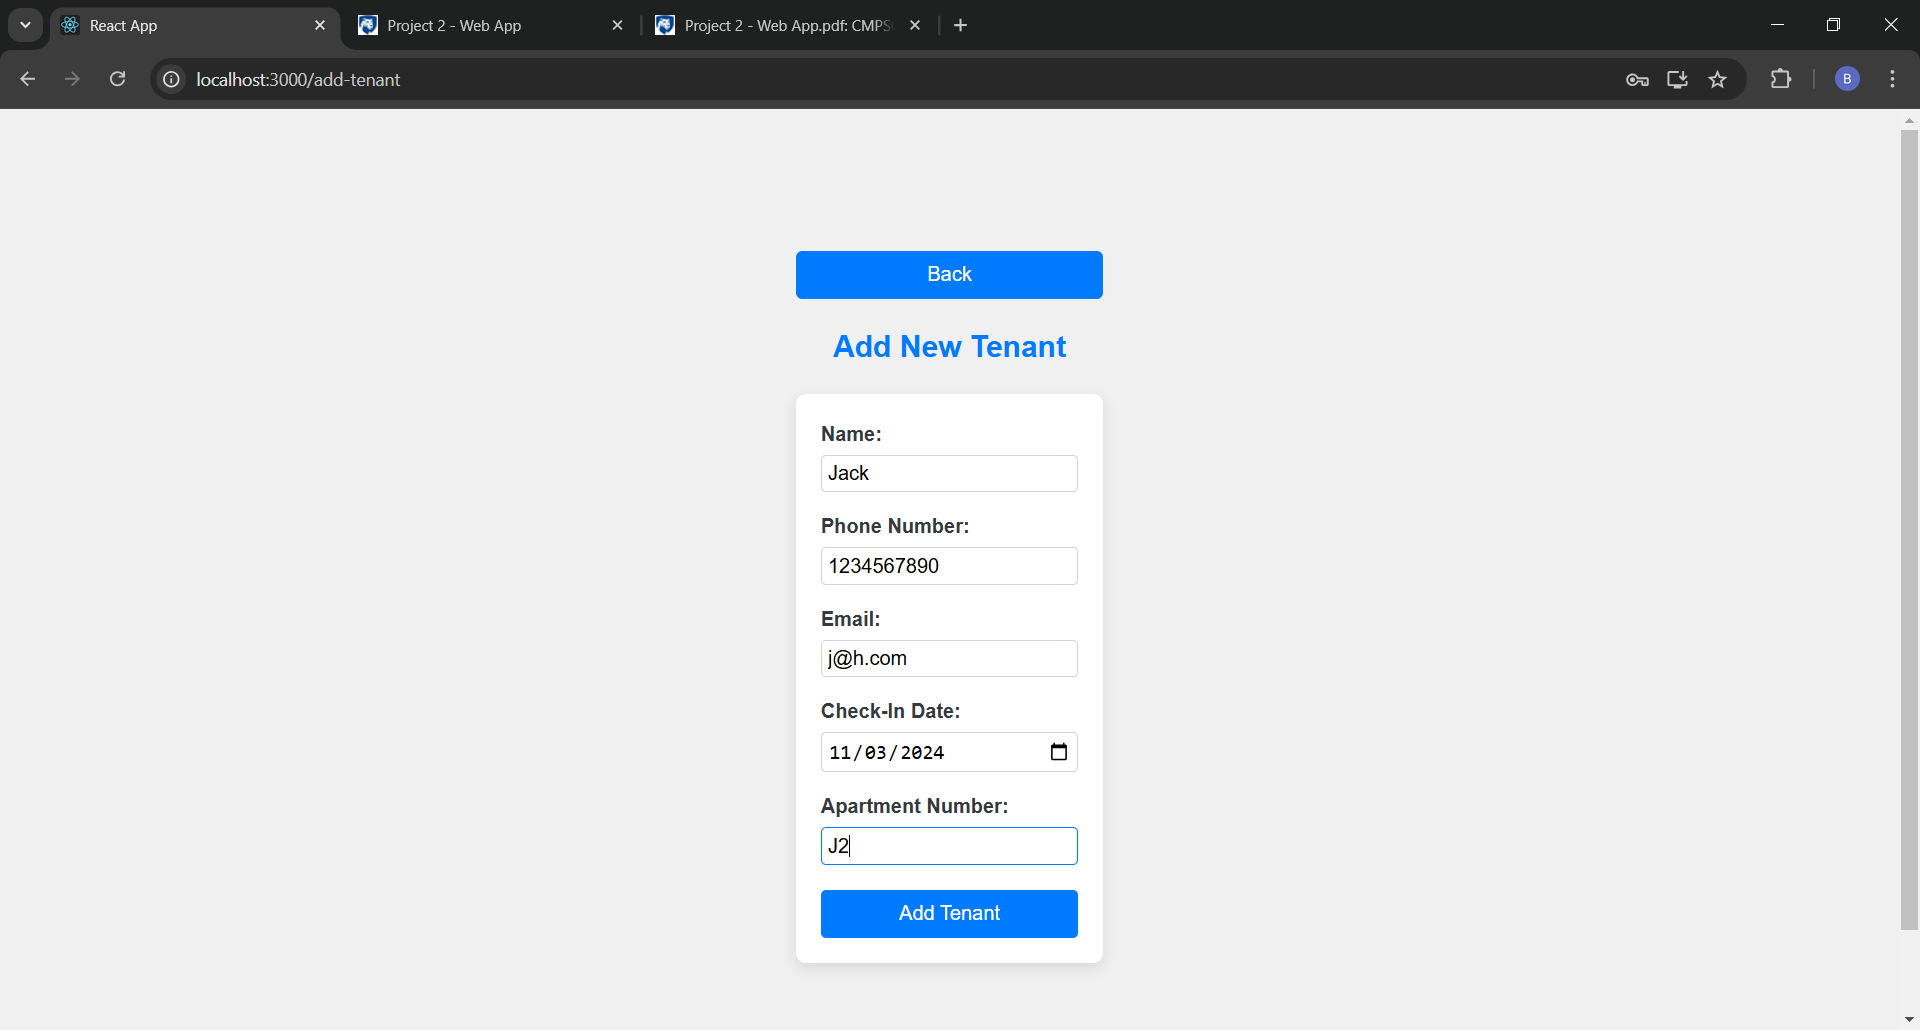 React App
Project 2 - Web App
Project 2 - Web App.pdf: CMPS
localhost:3000/add-tenant
B
Back
Add New Tenant
Name:
Jack
Phone Number:
1234567890
Email:
j@h.com
Check-In Date:
11/03/2024
Apartment Number:
J2
Add Tenant